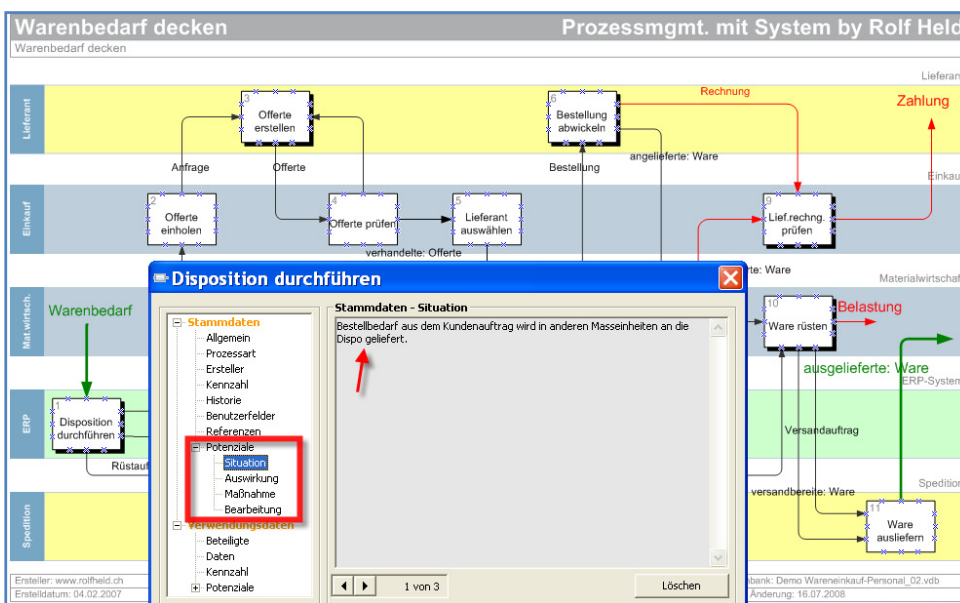 Warenbedarf decken
Prozessmgmt. mit System by Rolf Held
Warenbedarf decken
Lieferan
Lieferant
3
Offerte
erstellen
6
Bestellung
abwickeln
Rechnung
Zahlung
Anfrage
Offerte
Bestellung
angelieferte: Ware
Einkau
Einkauf
2
Offerte
einholen
4
Offerte prüfen
5
Lieferant
auswählen
9
Lief.rechng.
prüfen
verhandelte: Offerte
te: Ware
Materialwirtschaf
Mat.wirtsch.
Warenbedarf
10
Ware rüsten
Belastung
ausgelieferte: Ware
ERP-System
ERP
1
Disposition
durchführen
Rüstauf
Versandauftrag
Spedition
versandbereite: Ware
Spedition
11
Ware
ausliefern
Disposition durchführen
Stammdaten
Allgemein
Prozessart
Ersteller
Kennzahl
Historie
Benutzerfelder
Referenzen
Potenziale
Situation
Auswirkung
Maßnahme
Bearbeitung
Verwendungsdaten
Beteiligte
Daten
Kennzahl
Potenziale
Stammdaten - Situation
Bestellbedarf aus dem Kundenauftrag wird in anderen Masseinheiten an die
Dispo geliefert.
1 von 3
Löschen
Ersteller: www.rolfheld.ch
Erstelldatum: 04.02.2007
bank: Demo Wareneinkauf-Personal_02.vdb
Änderung: 16.07.2008